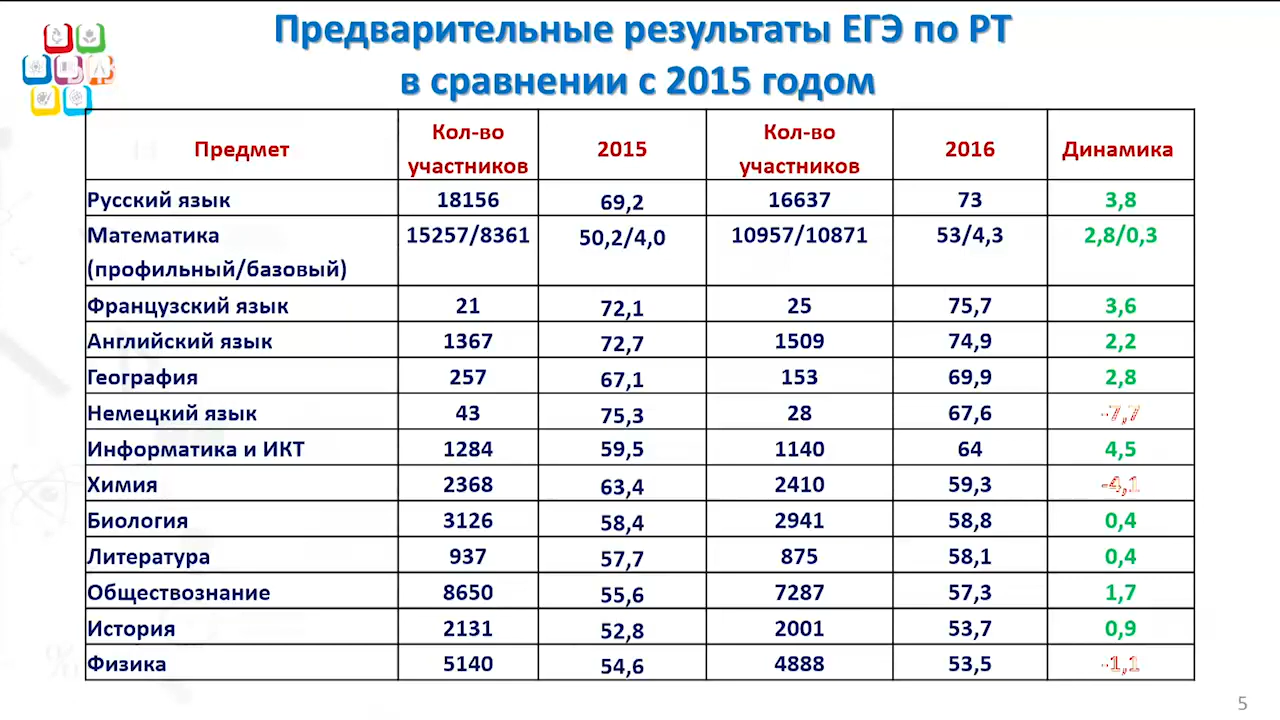 Предварительные результаты ЕГЭ по РТ
в сравнении с 2015 годом
Предмет Кол-во участников 2015 Кол-во участников 2016 Динамика
Русский язык 18156 69,2 16637 73 3,8
Математика 15257/8361 50,2/4,0 10957/10871 53/4,3 2,8/0,3
(профильный/базовый)
Французский язык 21 72,1 25 75,7 3,6
Английский язык 1367 72,7 1509 74,9 2,2
География 257 67,1 153 69,9 2,8
Немецкий язык 43 75,3 28 67,6 -7,7
Информатика и ИКТ 1284 59,5 1140 64 4,5
Химия 2368 63,4 2410 59,3 -4,1
Биология 3126 58,4 2941 58,8 0,4
Литература 937 57,7 875 58,1 0,4
Обществознание 8650 55,6 7287 57,3 1,7
История 2131 52,8 2001 53,7 0,9
Физика 5140 54,6 4888 53,5 -1,1
5